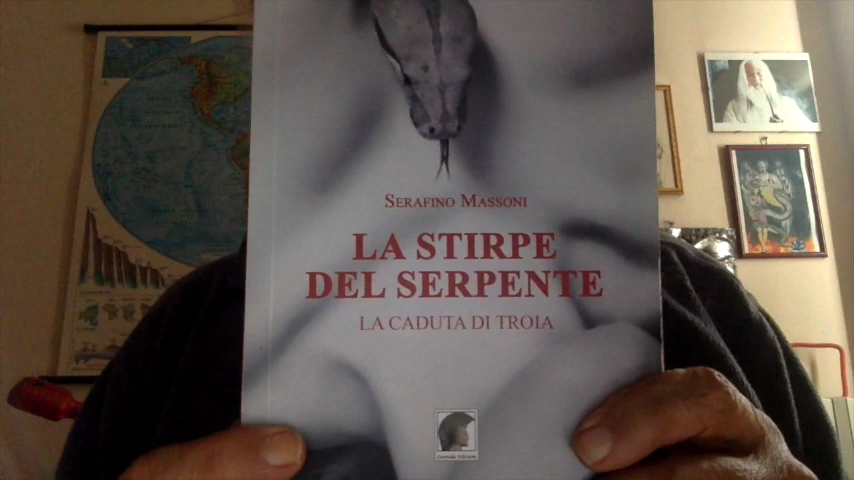 SERAFINO MASSONI
LA STIRPE
DEL SERPENTE
LA CADUTA DI TROIA